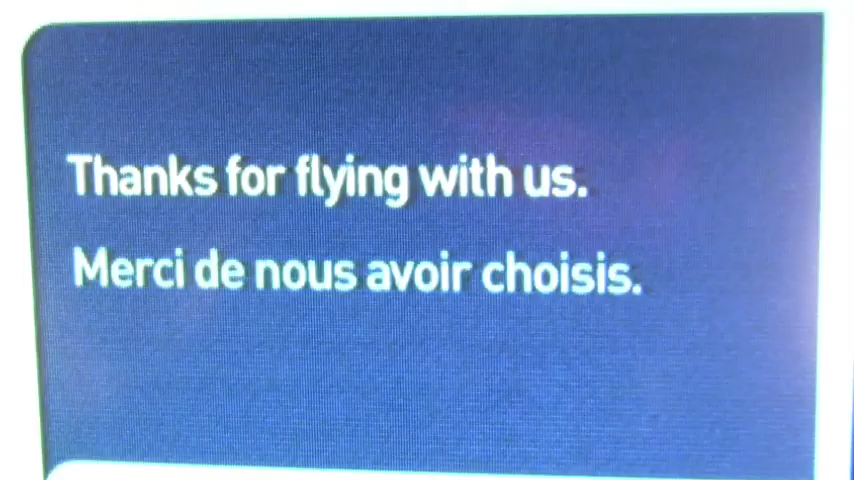 Thanks for flying with us.
Merci de nous avoir choisis.